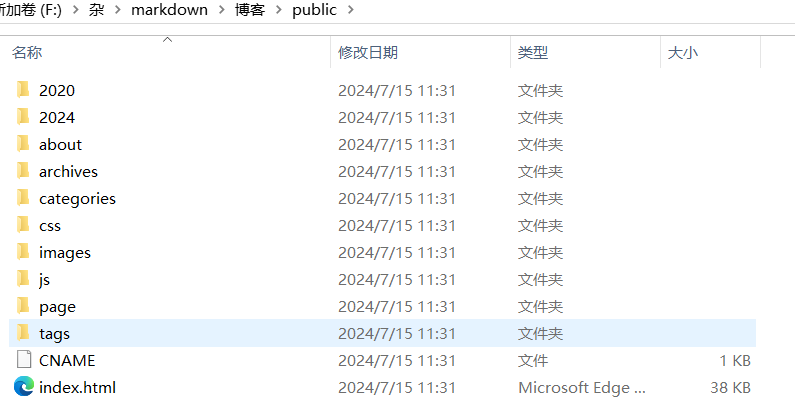 新加卷 (F:) > 杂 > markdown > 博客 > public >
名称 修改日期 类型 大小
2020 2024/7/15 11:31 文件夹
2024 2024/7/15 11:31 文件夹
about 2024/7/15 11:31 文件夹
archives 2024/7/15 11:31 文件夹
categories 2024/7/15 11:31 文件夹
css 2024/7/15 11:31 文件夹
images 2024/7/15 11:31 文件夹
js 2024/7/15 11:31 文件夹
page 2024/7/15 11:31 文件夹
tags 2024/7/15 11:31 文件夹
CNAME 2024/7/15 11:31 文件 1 KB
index.html 2024/7/15 11:31 Microsoft Edge ... 38 KB